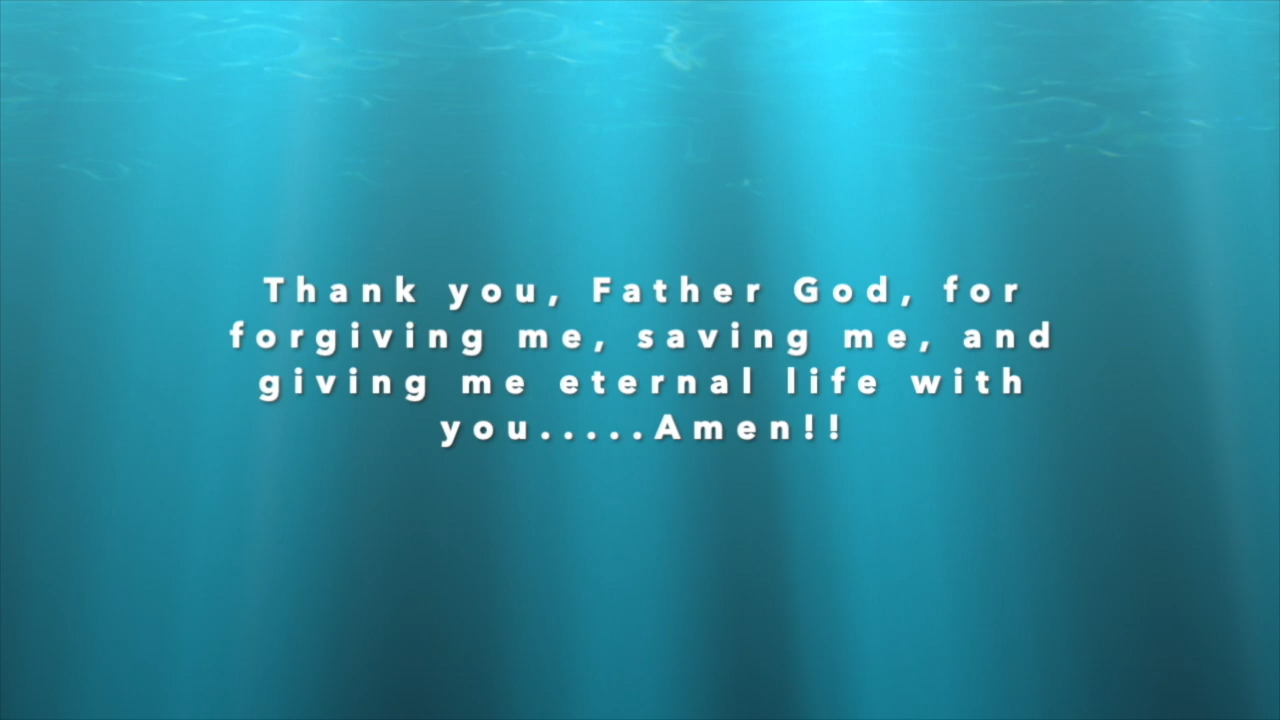 Thank you, Father God, for
forgiving me, saving me, and
giving me eternal life with
you.....Amen!!